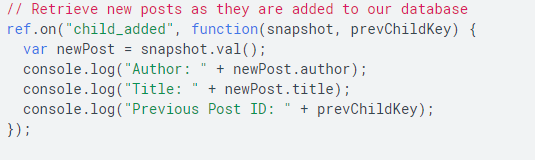 // Retrieve new posts as they are added to our database
ref.on("child_added", function(snapshot, prevChildKey) {
  var newPost = snapshot.val();
  console.log("Author: " + newPost.author);
  console.log("Title: " + newPost.title);
  console.log("Previous Post ID: " + prevChildKey);
});